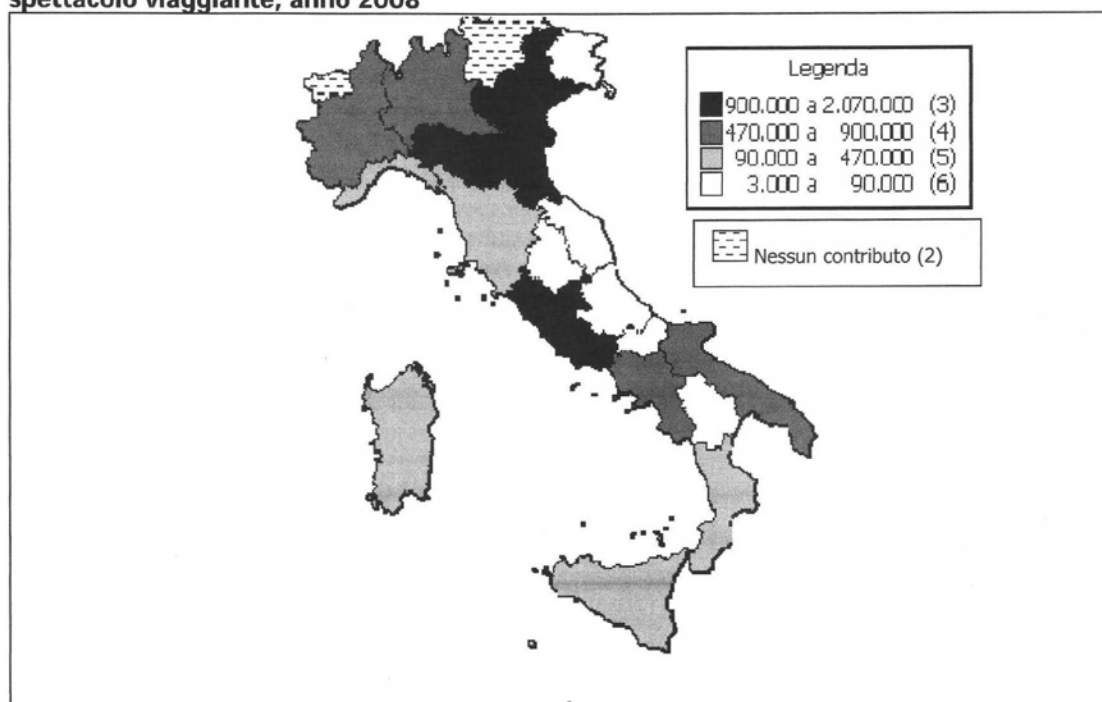 spettacolo viaggiante, anno 2008
Legenda
900.000 a 2.070.000 (3)
470.000 a 900.000 (4)
90.000 a 470.000 (5)
3.000 a 90.000 (6)
Nessun contributo (2)